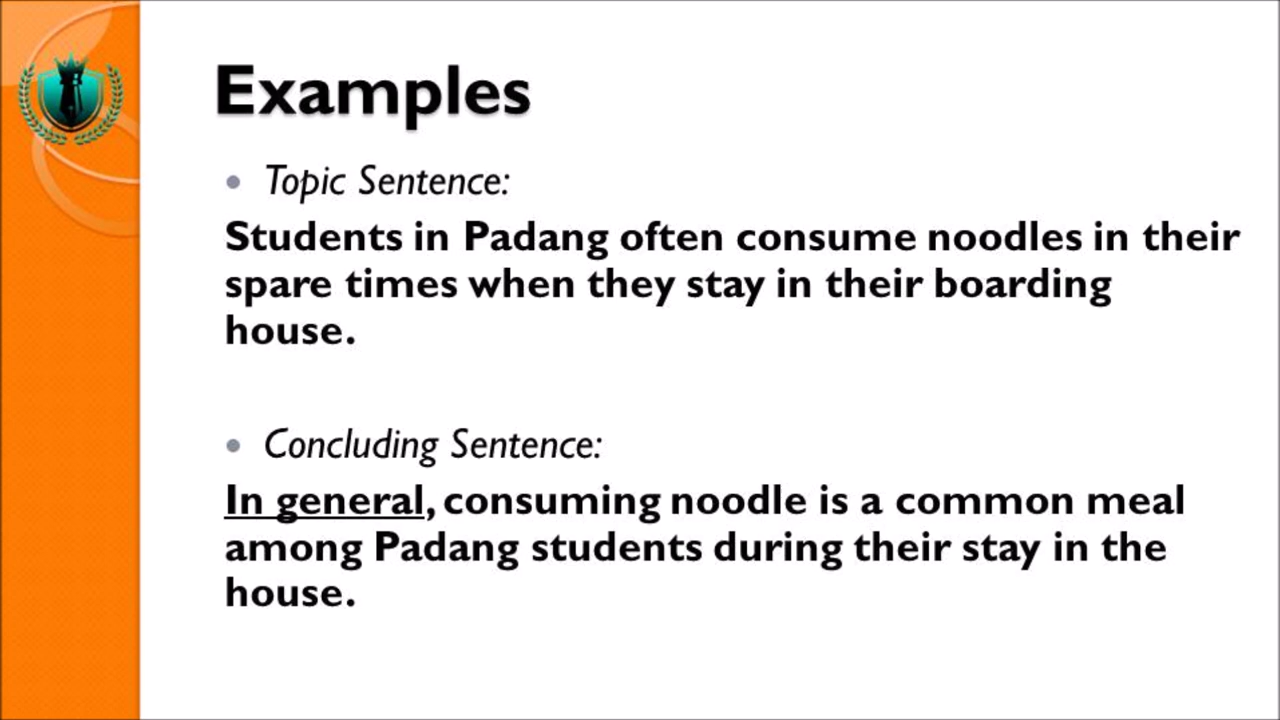 Examples
• Topic Sentence:
Students in Padang often consume noodles in their
spare times when they stay in their boarding
house.
• Concluding Sentence:
In general, consuming noodle is a common meal
among Padang students during their stay in the
house.